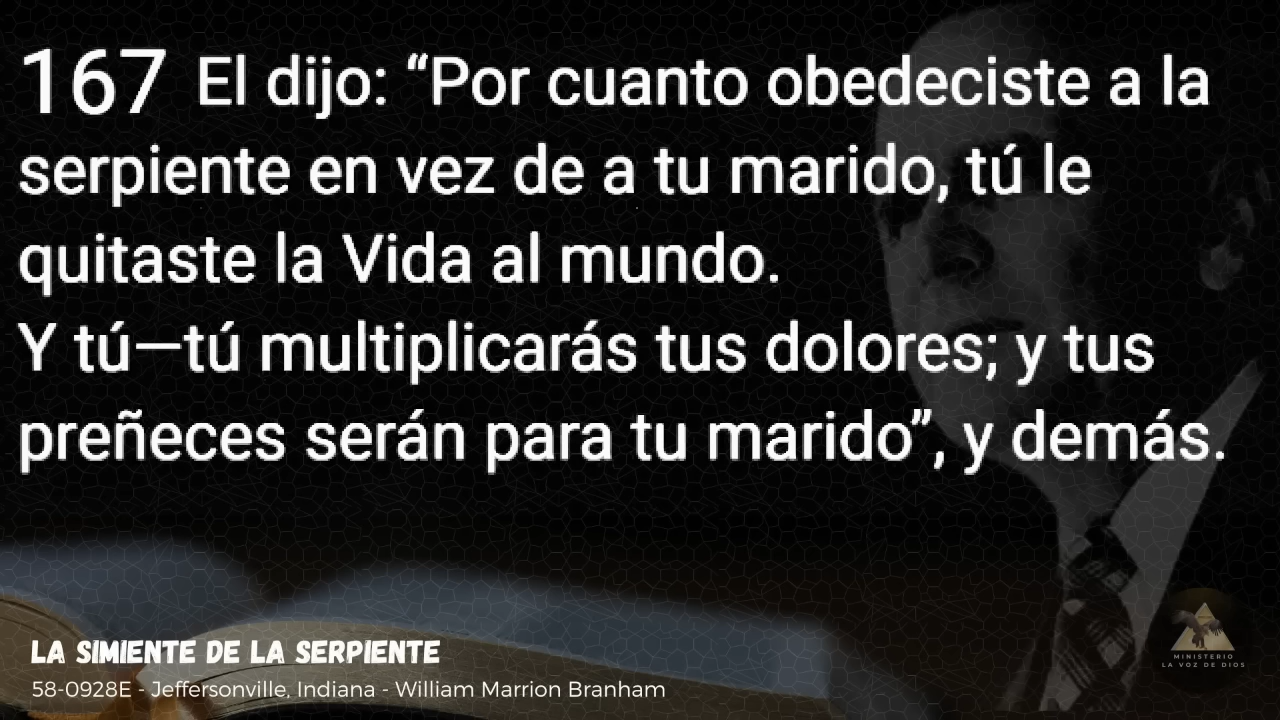 167 El dijo: “Por cuanto obedeciste a la
serpiente en vez de a tu marido, tú le
quitaste la Vida al mundo.
Y tú—tú multiplicarás tus dolores; y tus
preñeces serán para tu marido”, y demás.
LA SIMIENTE DE LA SERPIENTE
58-0928E - Jeffersonville, Indiana - William Marrion Branham
MINISTERIO
LA VOZ DE DIOS